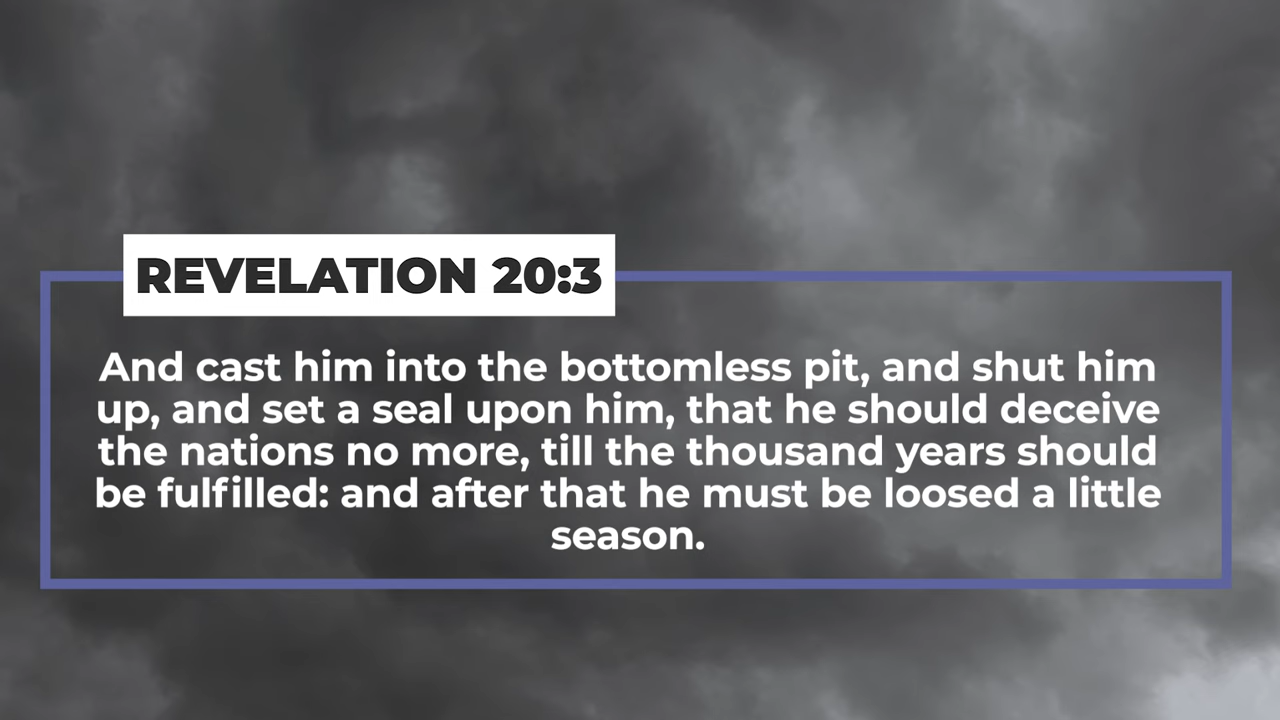 REVELATION 20:3
And cast him into the bottomless pit, and shut him
up, and set a seal upon him, that he should deceive
the nations no more, till the thousand years should
be fulfilled: and after that he must be loosed a little
season.